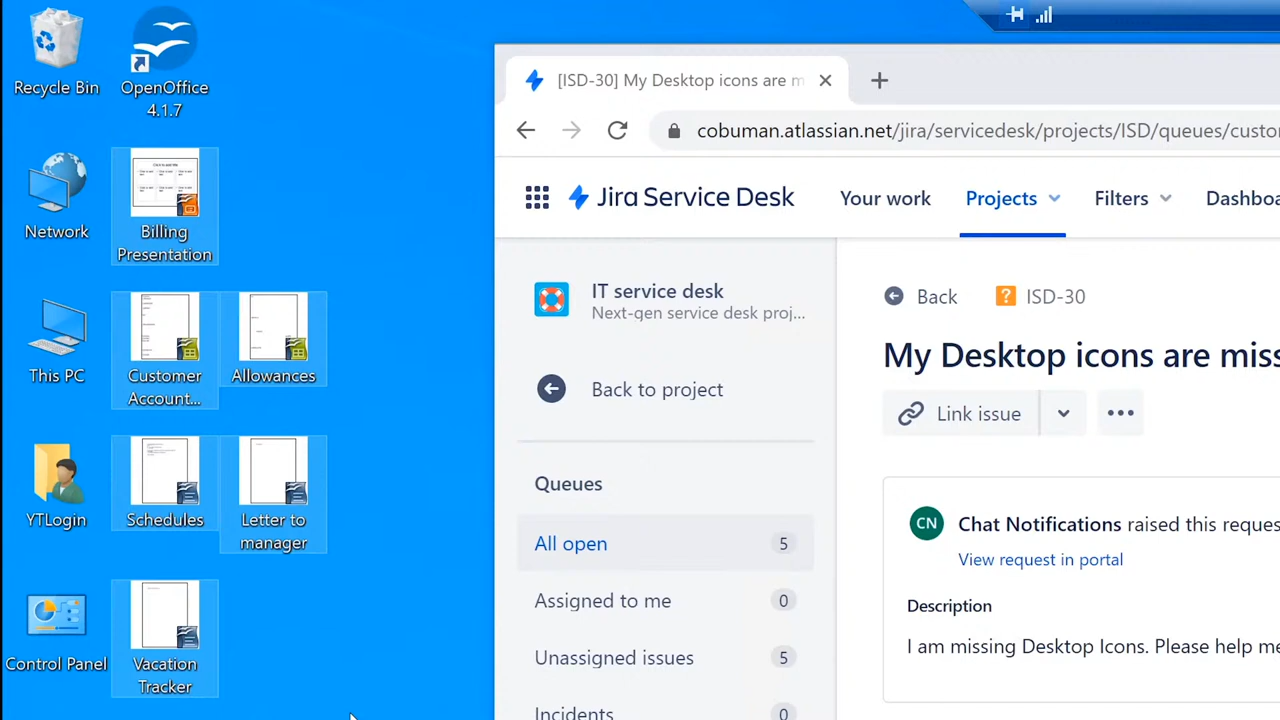 Recycle Bin
OpenOffice
4.1.7
Network
Billing
Presentation
This PC
Customer
Account...
Allowances
YTLogin
Schedules
Letter to
manager
Control Panel
Vacation
Tracker
[ISD-30] My Desktop icons are m
cobuman.atlassian.net/jira/servicedesk/projects/ISD/queues/custo
Jira Service Desk
Your work
Projects
Filters
Dashboa
IT service desk
Next-gen service desk proj...
Back to project
Queues
All open 5
Assigned to me 0
Unassigned issues 5
Incidents 0
Back
ISD-30
My Desktop icons are miss
Link issue
CN
Chat Notifications raised this reques
View request in portal
Description
I am missing Desktop Icons. Please help me